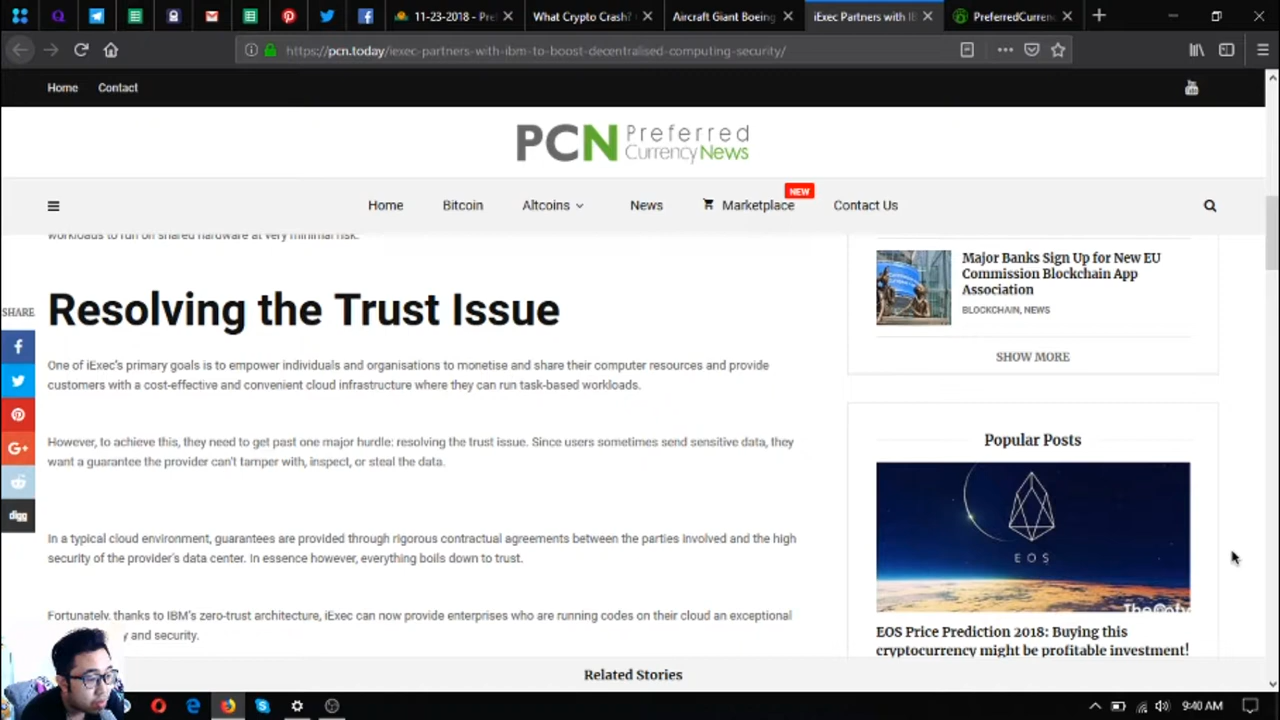 11-23-2018 - Pre
What Crypto Crash?
Aircraft Giant Boeing
iExec Partners with IB
PreferredCurren
https://pcn.today/iexec-partners-with-ibm-to-boost-decentralised-computing-security/
Home
Contact
PCN Preferred
CurrencyNews
Home
Bitcoin
Altcoins
News
Marketplace
NEW
Contact Us
workloads to run on shared hardware at very minimal risk.
SHARE
Resolving the Trust Issue
One of iExec's primary goals is to empower individuals and organisations to monetise and share their computer resources and provide
customers with a cost-effective and convenient cloud infrastructure where they can run task-based workloads.
However, to achieve this, they need to get past one major hurdle: resolving the trust issue. Since users sometimes send sensitive data, they
want a guarantee the provider can't tamper with, inspect, or steal the data.
digg
In a typical cloud environment, guarantees are provided through rigorous contractual agreements between the parties involved and the high
security of the provider's data center. In essence however, everything boils down to trust.
Fortunately, thanks to IBM's zero-trust architecture, iExec can now provide enterprises who are running codes on their cloud an exceptional
y and security.
Major Banks Sign Up for New EU
Commission Blockchain App
Association
BLOCKCHAIN, NEWS
SHOW MORE
Popular Posts
EOS
EOS Price Prediction 2018: Buying this
cryptocurrency might be profitable investment!
Related Stories
9:40 AM